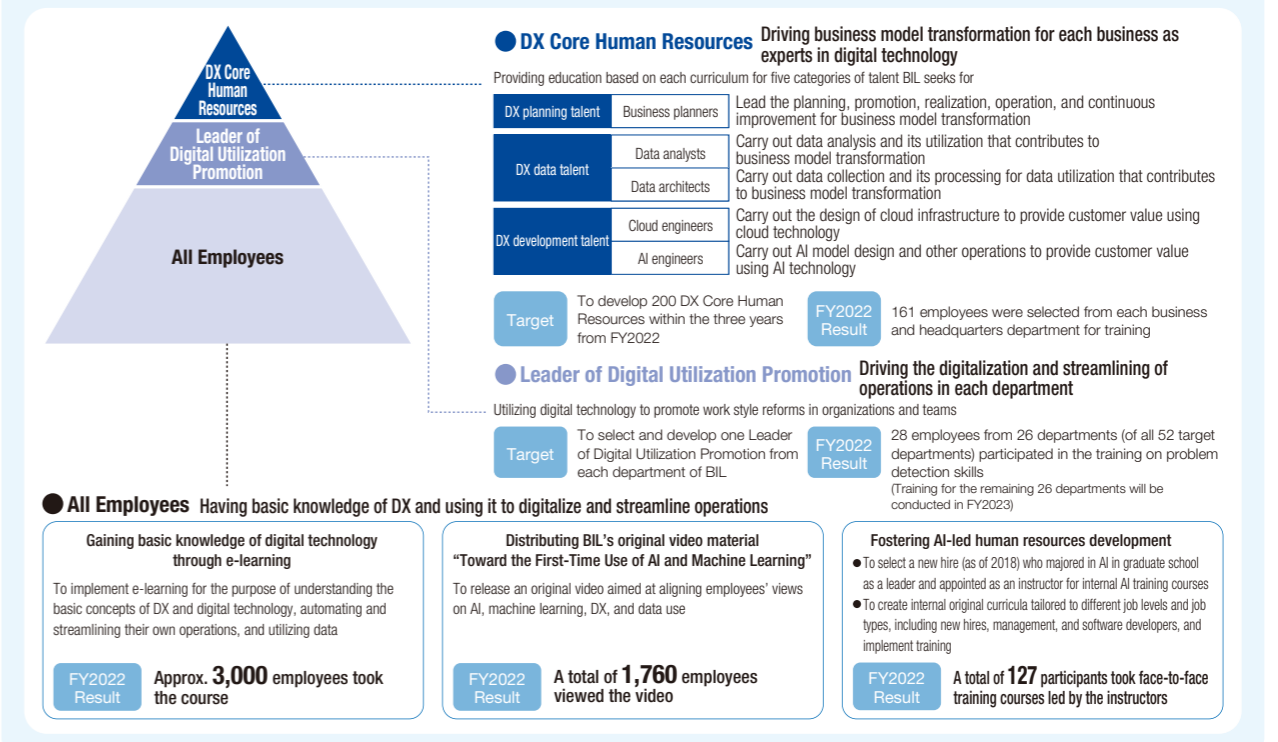 DX Core
Human
Resources
Leader of
Digital Utilization
Promotion
All Employees
DX Core Human Resources Driving business model transformation for each business as
experts in digital technology
Providing education based on each curriculum for five categories of talent BIL seeks for
DX planning talent
Business planners
Lead the planning, promotion, realization, operation, and continuous
improvement for business model transformation
DX data talent
Data analysts
Carry out data analysis and its utilization that contributes to
business model transformation
Data architects
Carry out data collection and its processing for data utilization that contributes
to business model transformation
DX development talent
Cloud engineers
Carry out the design of cloud infrastructure to provide customer value using
cloud technology
AI engineers
Carry out AI model design and other operations to provide customer value
using AI technology
Target
To develop 200 DX Core Human
Resources within the three years
from FY2022
FY2022
Result
161 employees were selected from each business
and headquarters department for training
Leader of Digital Utilization Promotion Driving the digitalization and streamlining of
operations in each department
Utilizing digital technology to promote work style reforms in organizations and teams
Target
To select and develop one Leader
of Digital Utilization Promotion from
each department of BIL
FY2022
Result
28 employees from 26 departments (of all 52 target
departments) participated in the training on problem
detection skills
(Training for the remaining 26 departments will be
conducted in FY2023)
All Employees Having basic knowledge of DX and using it to digitalize and streamline operations
Gaining basic knowledge of digital technology
through e-learning
To implement e-learning for the purpose of understanding the
basic concepts of DX and digital technology, automating and
streamlining their own operations, and utilizing data
FY2022
Result
Approx. 3,000 employees took
the course
Distributing BIL's original video material
“Toward the First-Time Use of AI and Machine Learning”
To release an original video aimed at aligning employees' views
on AI, machine learning, DX, and data use
FY2022
Result
A total of 1,760 employees
viewed the video
Fostering AI-led human resources development
● To select a new hire (as of 2018) who majored in AI in graduate school
as a leader and appointed as an instructor for internal AI training courses
● To create internal original curricula tailored to different job levels and job
types, including new hires, management, and software developers, and
implement training
FY2022
Result
A total of 127 participants took face-to-face
training courses led by the instructors